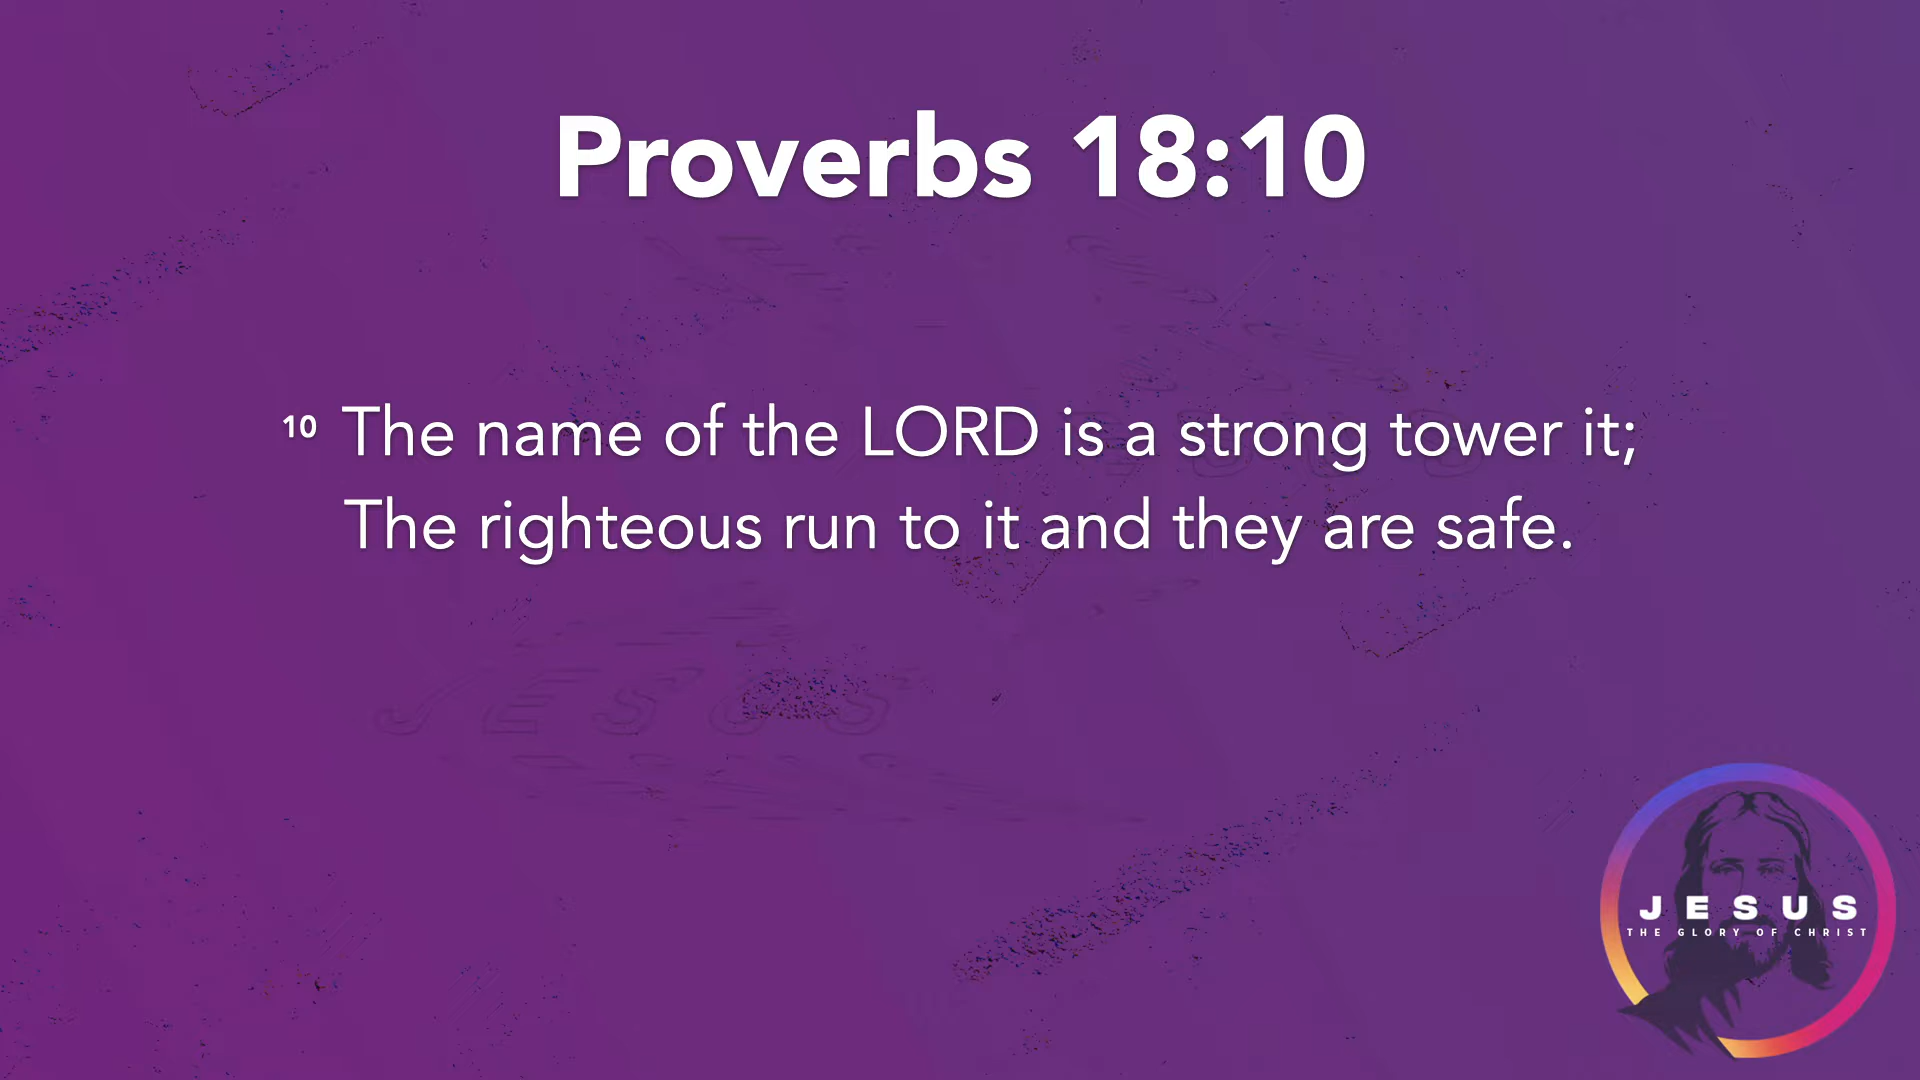 Proverbs 18:10
10 The name of the LORD is a strong tower it;
The righteous run to it and they are safe.
JESUS
JESUS
THE GLORY OF CHRIST